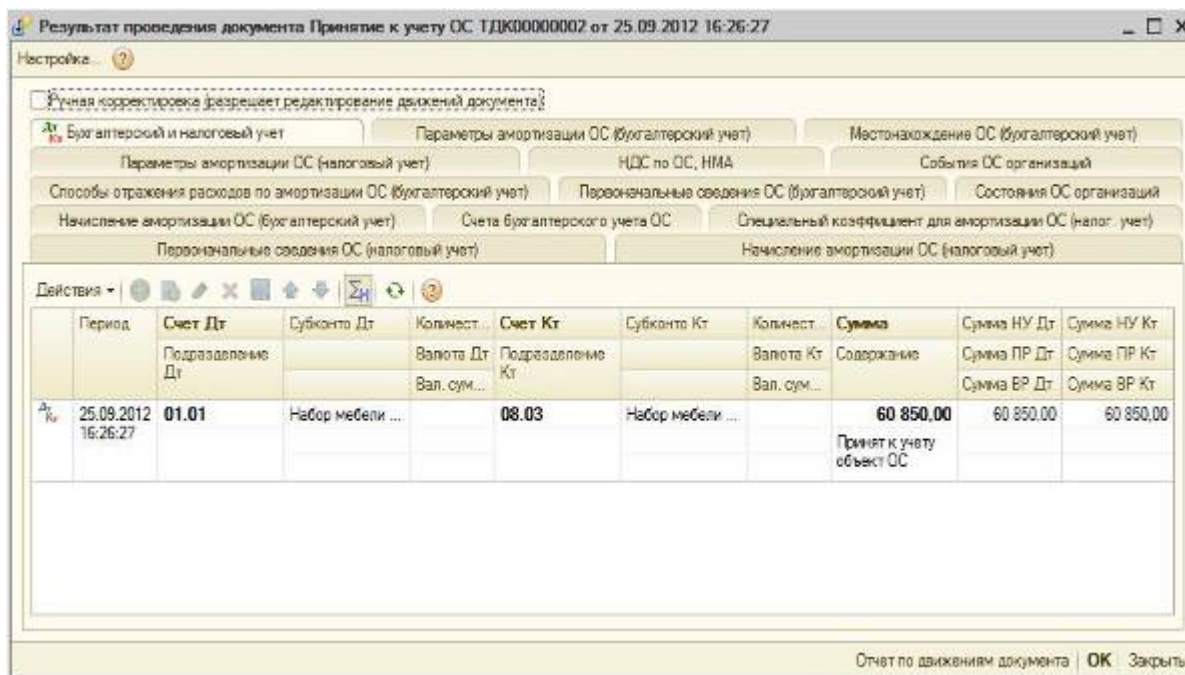 Результат проведения документа Принятие к учету ОС ТДК00000002 от 25.09.2012 16:26:27
Настройка...
Ручная корректировка (разрешает редактирование движений документа)
Бухгалтерский и налоговый учет Параметры амортизации ОС (бухгалтерский учет) Местонахождение ОС (бухгалтерский учет)
Параметры амортизации ОС (налоговый учет) НДС по ОС, НМА События ОС организаций
Способы отражения расходов по амортизации ОС (бухгалтерский учет) Первоначальные сведения ОС (бухгалтерский учет) Состояния ОС организаций
Начисление амортизации ОС (бухгалтерский учет) Счета бухгалтерского учета ОС Специальный коэффициент для амортизации ОС (налог. учет)
Первоначальные сведения ОС (налоговый учет) Начисление амортизации ОС (налоговый учет)
Действия
Период Счет Дт Субконто Дт Количест... Счет Кт Субконто Кт Количест... Сумма Сумма НУ Дт Сумма НУ Кт
Подразделение Дт Валюта Дт Подразделение Кт Валюта Кт Содержание Сумма ПР Дт Сумма ПР Кт
Вал. сум... Вал. сум... Сумма ВР Дт Сумма ВР Кт
25.09.2012 01.01 Набор мебели ... 08.03 Набор мебели ... 60 850,00 60 850,00 60 850,00
16:26:27 Принят к учету
объект ОС
Отчет по движениям документа OK Закрыть